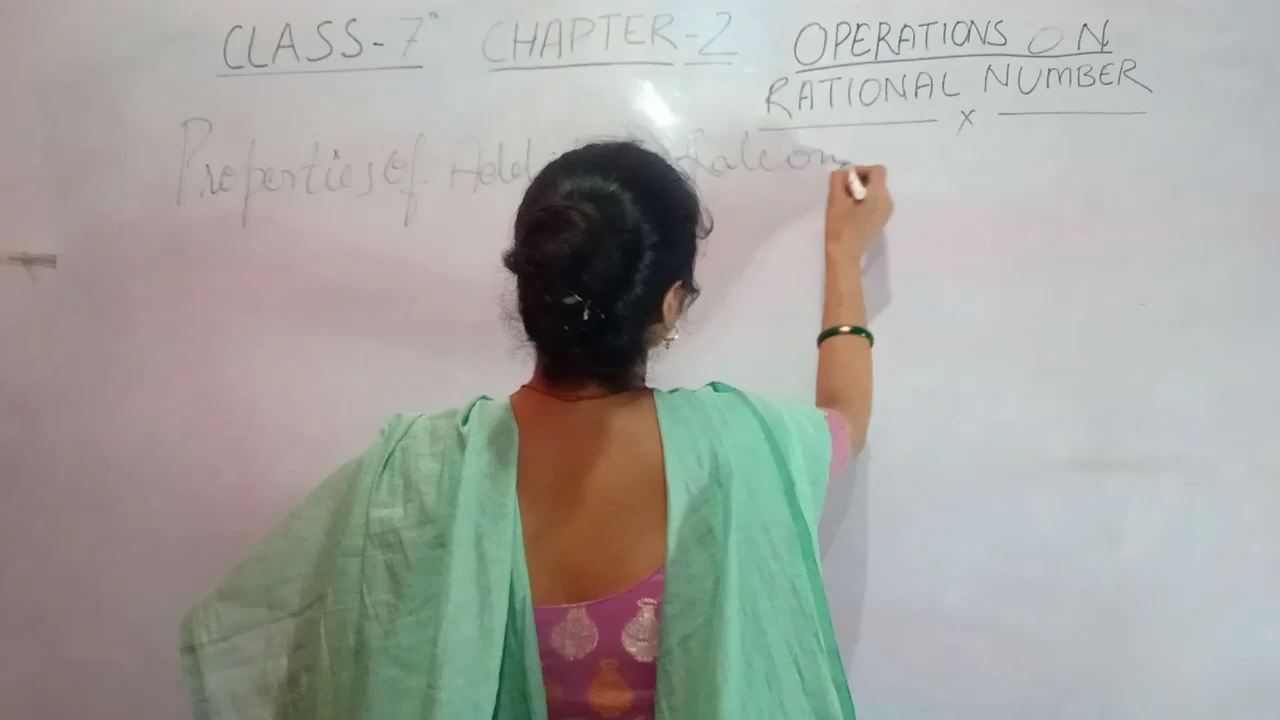 CLASS-7 CHAPTER-2 OPERATIONS ON
RATIONAL NUMBER
x
Properties of